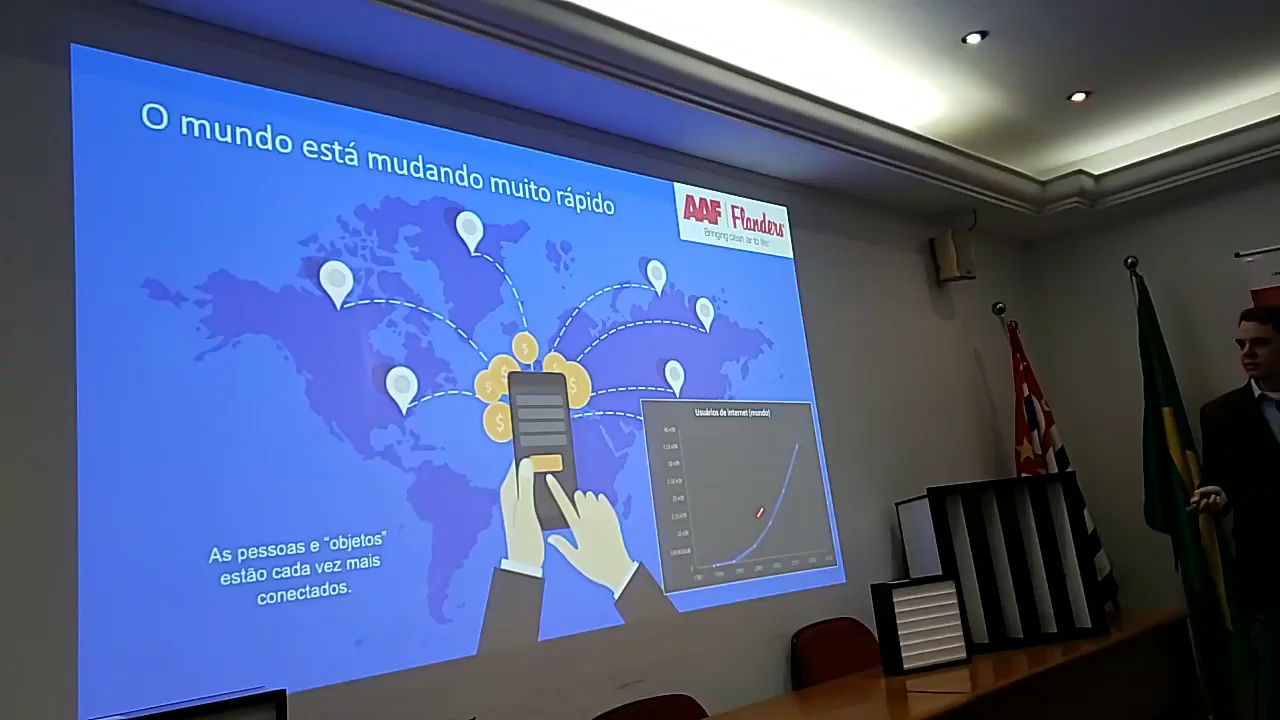 O mundo está mudando muito rápido
AAF Flanders
Bringing clean air to life.
Usuários de internet (mundo)
As pessoas e “objetos”
estão cada vez mais
conectados.